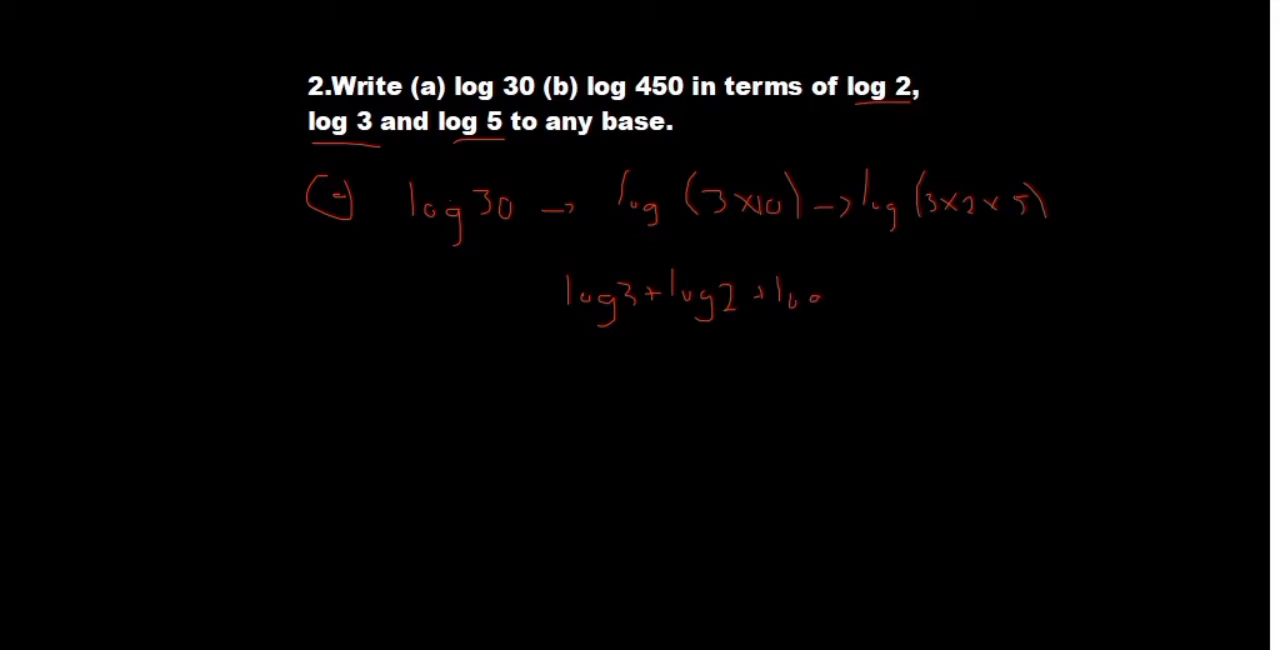 2.Write (a) log 30 (b) log 450 in terms of log 2,
log 3 and log 5 to any base.
(a) log 30 → log (3×10) → log (3×2×5)
log3+log2+lo